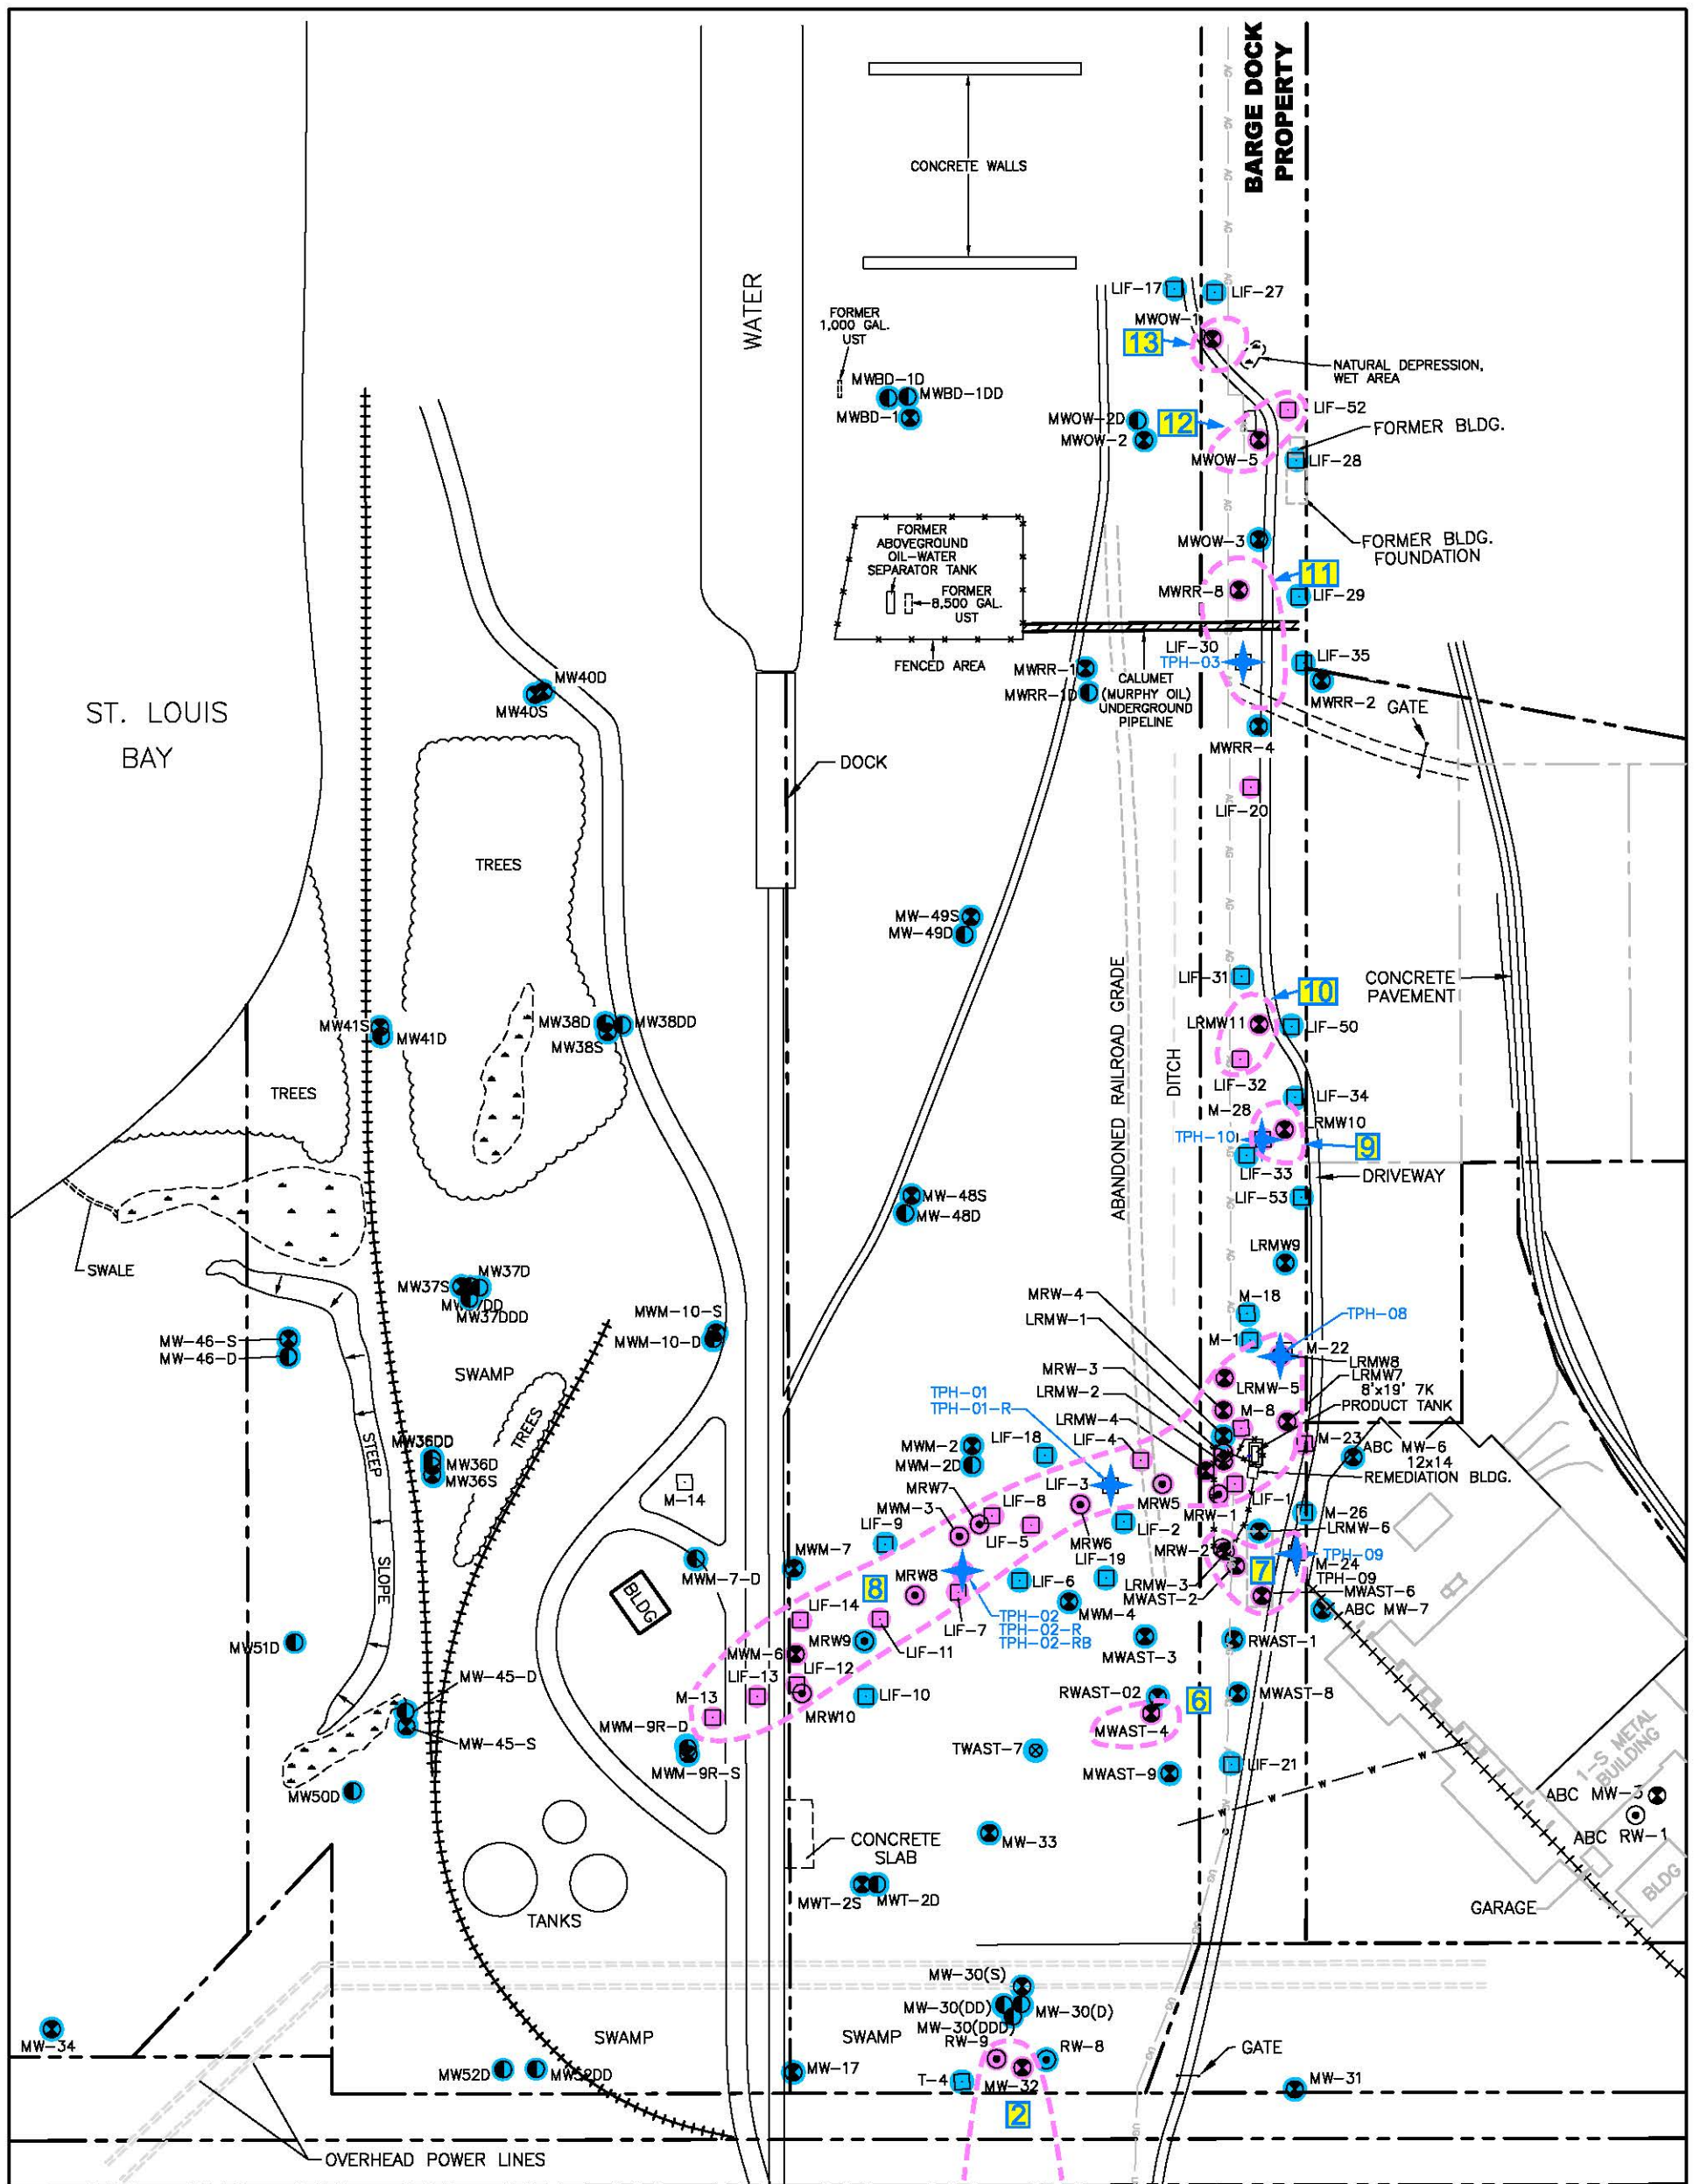 BARGE DOCK
PROPERTY
CONCRETE WALLS
WATER
LIF-17
LIF-27
MWOW-1
13
FORMER
1,000 GAL.
UST
NATURAL DEPRESSION,
WET AREA
MWBD-1D
MWBD-1DD
MWBD-1
LIF-52
MWOW-2D
12
MWOW-2
FORMER BLDG.
MWOW-5
LIF-28
FORMER
ABOVEGROUND
OIL-WATER
SEPARATOR TANK
FORMER
8,500 GAL.
UST
FENCED AREA
MWOW-3
FORMER BLDG.
FOUNDATION
11
MWRR-8
LIF-29
LIF-30
TPH-03
LIF-35
MWRR-1
MWRR-1D
CALUMET
(MURPHY OIL)
UNDERGROUND
PIPELINE
MWRR-2
GATE
MW40D
MW40S
ST. LOUIS
BAY
MWRR-4
DOCK
LIF-20
TREES
MW-49S
MW-49D
ABANDONED RAILROAD GRADE
DITCH
LIF-31
CONCRETE
PAVEMENT
10
LRMW11
LIF-50
MW41S
MW41D
MW38D
MW38DD
MW38S
LIF-32
TREES
LIF-34
M-28
LRMW10
TPH-10
9
LIF-33
DRIVEWAY
LIF-53
MW-48S
MW-48D
SWALE
LRMW9
MW37S
MW37D
MW37DD
MW37DDD
MRW-4
M-18
TPH-08
LRMW-1
MWM-10-S
MWM-10-D
MW-46-S
MW-46-D
M-1
M-22
SWAMP
MRW-3
LRMW8
LRMW7
LRMW-5
8'x19' 7K
PRODUCT TANK
TPH-01
TPH-01-R
LRMW-2
M-8
TREES
LRMW-4
STEEP
SLOPE
MW36DD
MW36D
MW36S
MWM-2
MWM-2D
LIF-18
LIF-4
M-23
ABC MW-6
12x14
REMEDIATION BLDG.
M-14
MRW7
LIF-3
MRW5
LIF-1
MWM-3
LIF-8
MRW-1
M-26
LIF-9
LIF-5
MRW6
LIF-2
LRMW-6
MRW-2
TPH-09
MWM-7
MWM-7-D
LIF-19
7
M-24
TPH-09
BLDG
8
MRW8
LIF-6
LRMW-3
MWAST-2
MWAST-6
ABC MW-7
MWM-4
LIF-14
TPH-02
TPH-02-R
TPH-02-RB
LIF-7
MW51D
MRW9
LIF-11
RWAST-1
MWM-6
MWAST-3
LIF-12
MW-45-D
LIF-13
M-13
LIF-10
RWAST-02
6
MWAST-8
MRW10
MWAST-4
MWM-9R-D
MW-45-S
TWAST-7
MWM-9R-S
MWAST-9
LIF-21
1-S METAL
BUILDING
MW50D
ABC MW-3
ABC RW-1
CONCRETE
SLAB
MW-33
MWT-2S
MWT-2D
BLDG
GARAGE
TANKS
MW-30(S)
MW-30(DD)
MW-30(D)
MW-30(DDD)
MW-34
SWAMP
SWAMP
RW-9
RW-8
GATE
MW52D
MW52DD
MW-17
T-4
MW-32
MW-31
2
OVERHEAD POWER LINES